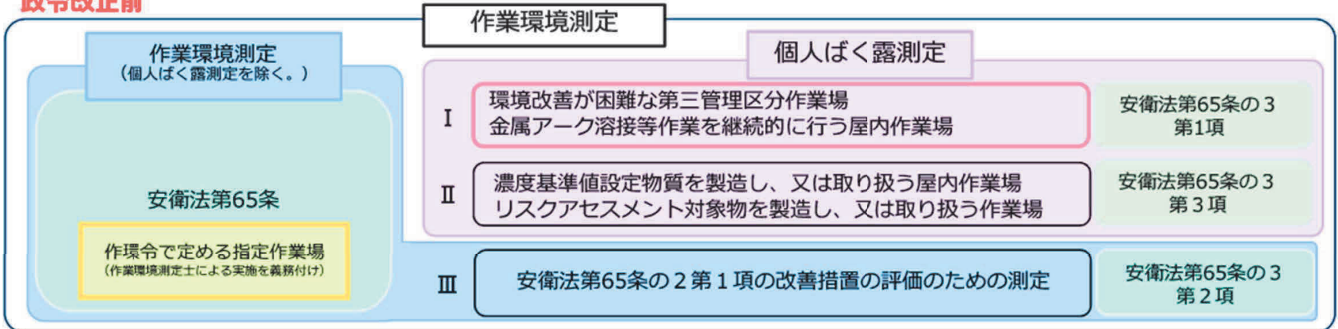 政令改正前
作業環境測定
作業環境測定
（個人ばく露測定を除く。）
安衛法第65条
作環令で定める指定作業場
（作業環境測定士による実施を義務付け）
個人ばく露測定
Ⅰ
環境改善が困難な第三管理区分作業場
金属アーク溶接等作業を継続的に行う屋内作業場
安衛法第65条の３
第1項
Ⅱ
濃度基準値設定物質を製造し、又は取り扱う屋内作業場
リスクアセスメント対象物を製造し、又は取り扱う作業場
安衛法第65条の３
第３項
Ⅲ
安衛法第65条の２第１項の改善措置の評価のための測定
安衛法第65条の３
第２項